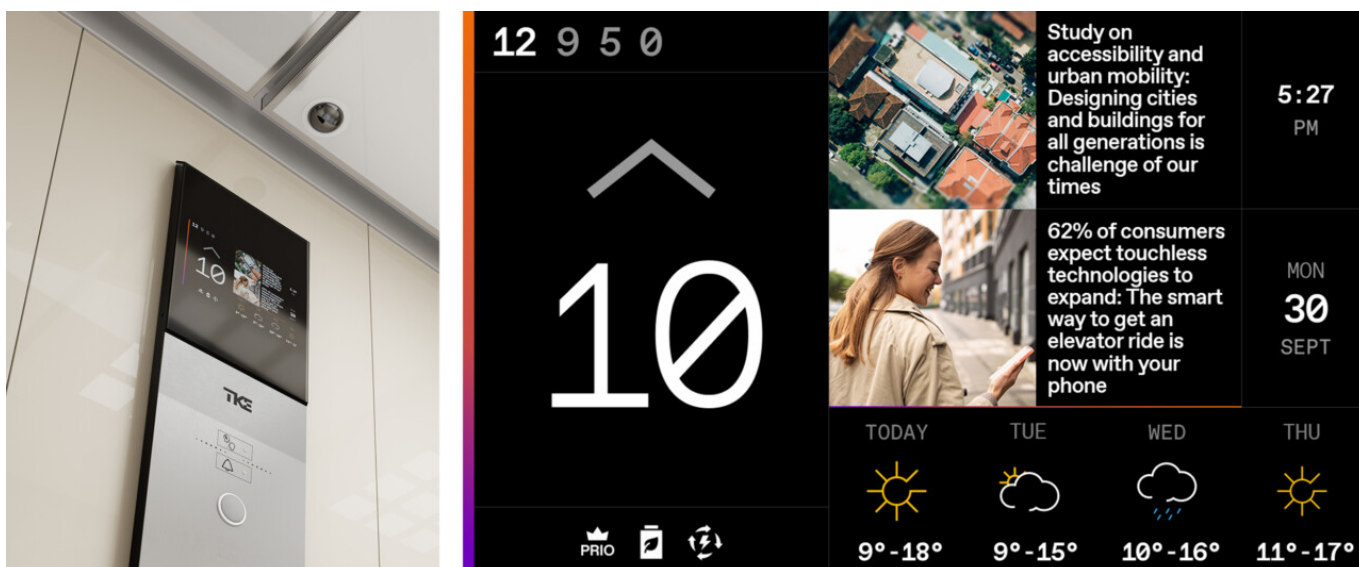 TKE
12 9 5 0
10
PRIO
Study on
accessibility and
urban mobility:
Designing cities
and buildings for
all generations is
challenge of our
times
5:27
PM
62% of consumers
expect touchless
technologies to
expand: The smart
way to get an
elevator ride is
now with your
phone
MON
30
SEPT
TODAY
TUE
WED
THU
9°-18°
9°-15°
10°-16°
11°-17°